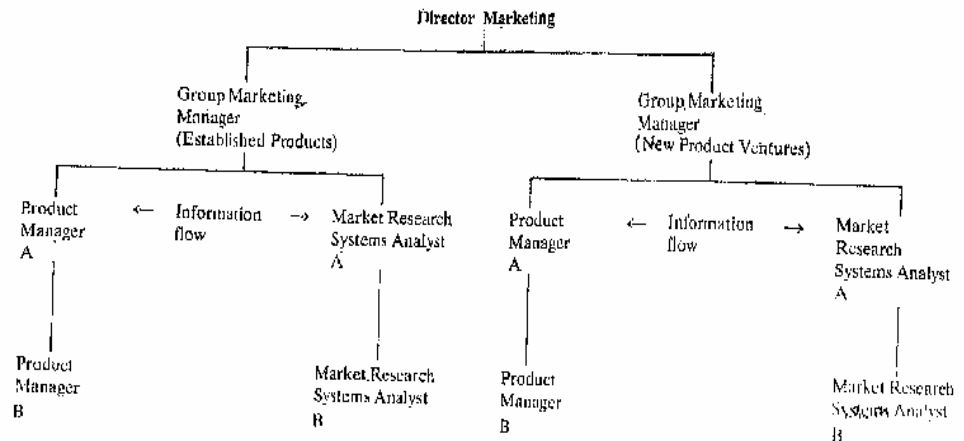 Director Marketing
Group Marketing
Manager
(Established Products)
Group Marketing
Manager
(New Product Ventures)
Product
Manager
A
← Information →
flow
Market Research
Systems Analyst
A
Product
Manager
A
← Information →
flow
Market
Research
Systems Analyst
A
Product
Manager
B
Market Research
Systems Analyst
B
Product
Manager
B
Market Research
Systems Analyst
B